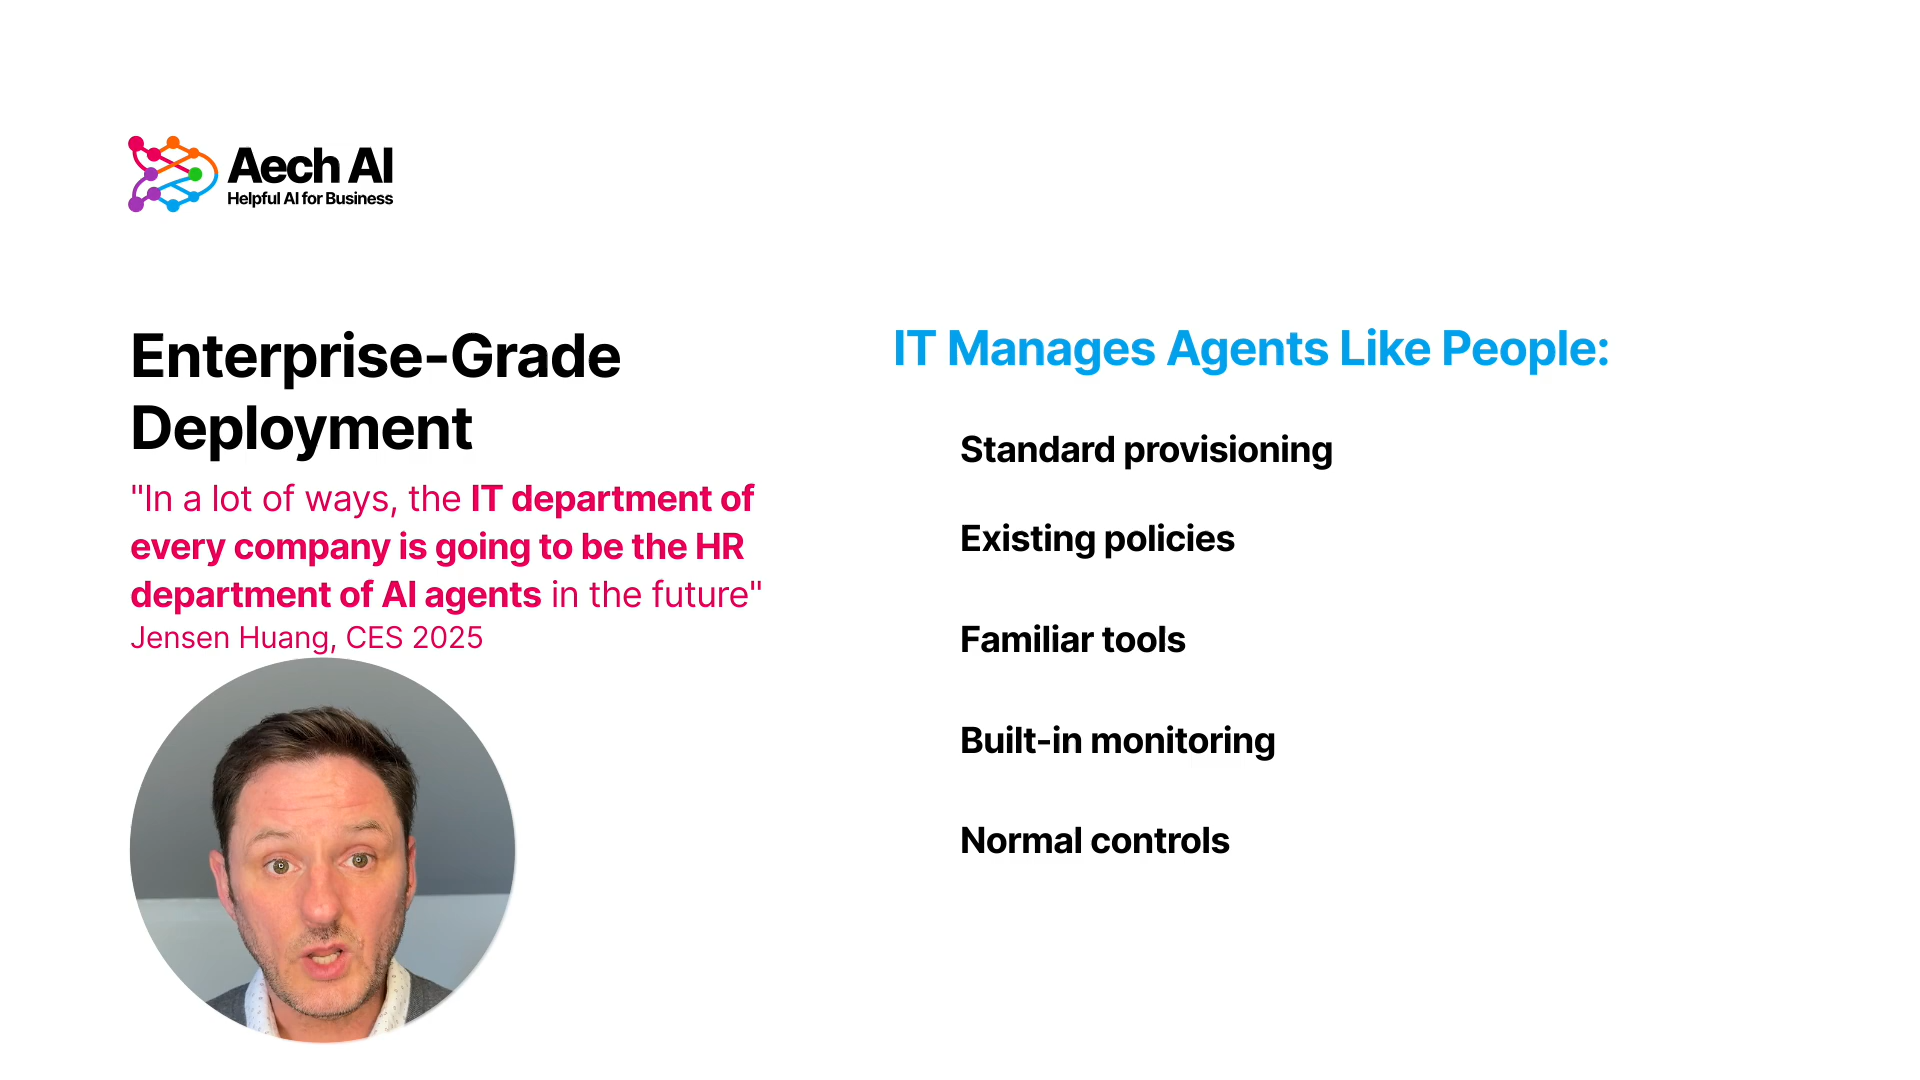 Aech AI
Helpful AI for Business
Enterprise-Grade
Deployment
"In a lot of ways, the IT department of
every company is going to be the HR
department of AI agents in the future"
Jensen Huang, CES 2025
IT Manages Agents Like People:
Standard provisioning
Existing policies
Familiar tools
Built-in monitoring
Normal controls